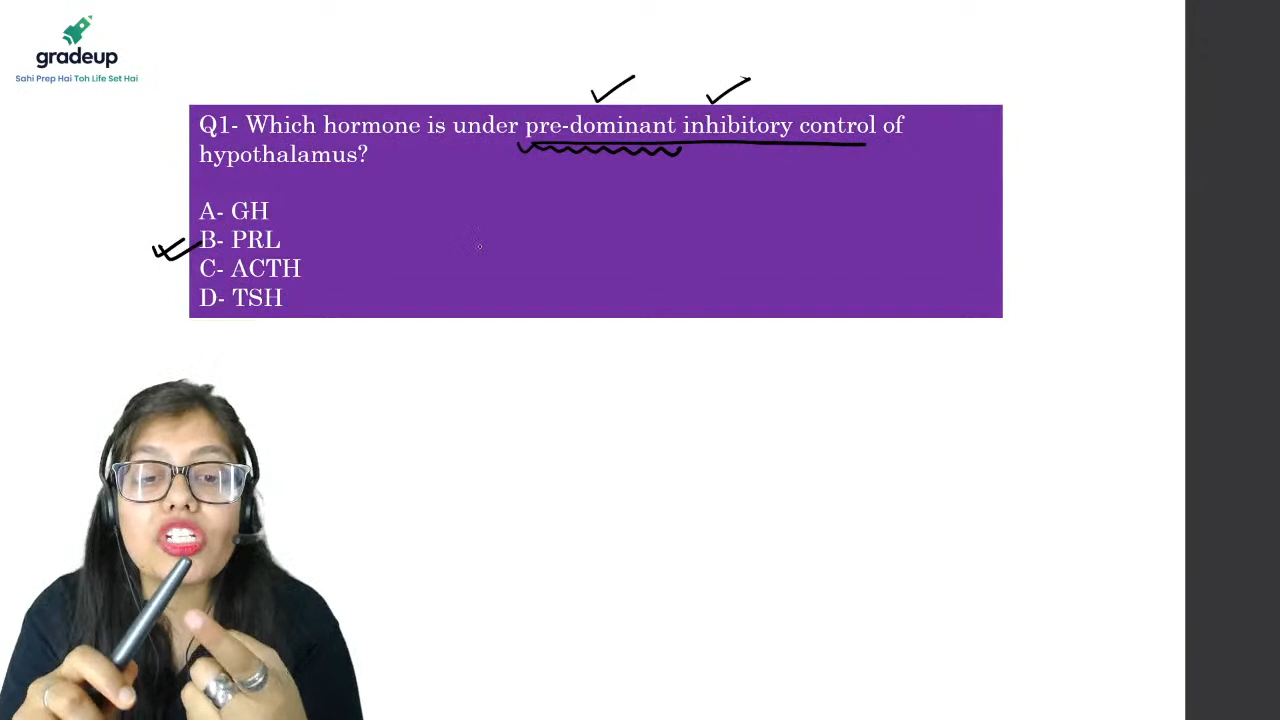 gradeup
Sahi Prep Hai Toh Life Set Hai
Q1- Which hormone is under pre-dominant inhibitory control of
hypothalamus?
A- GH
B- PRL
C- ACTH
D- TSH